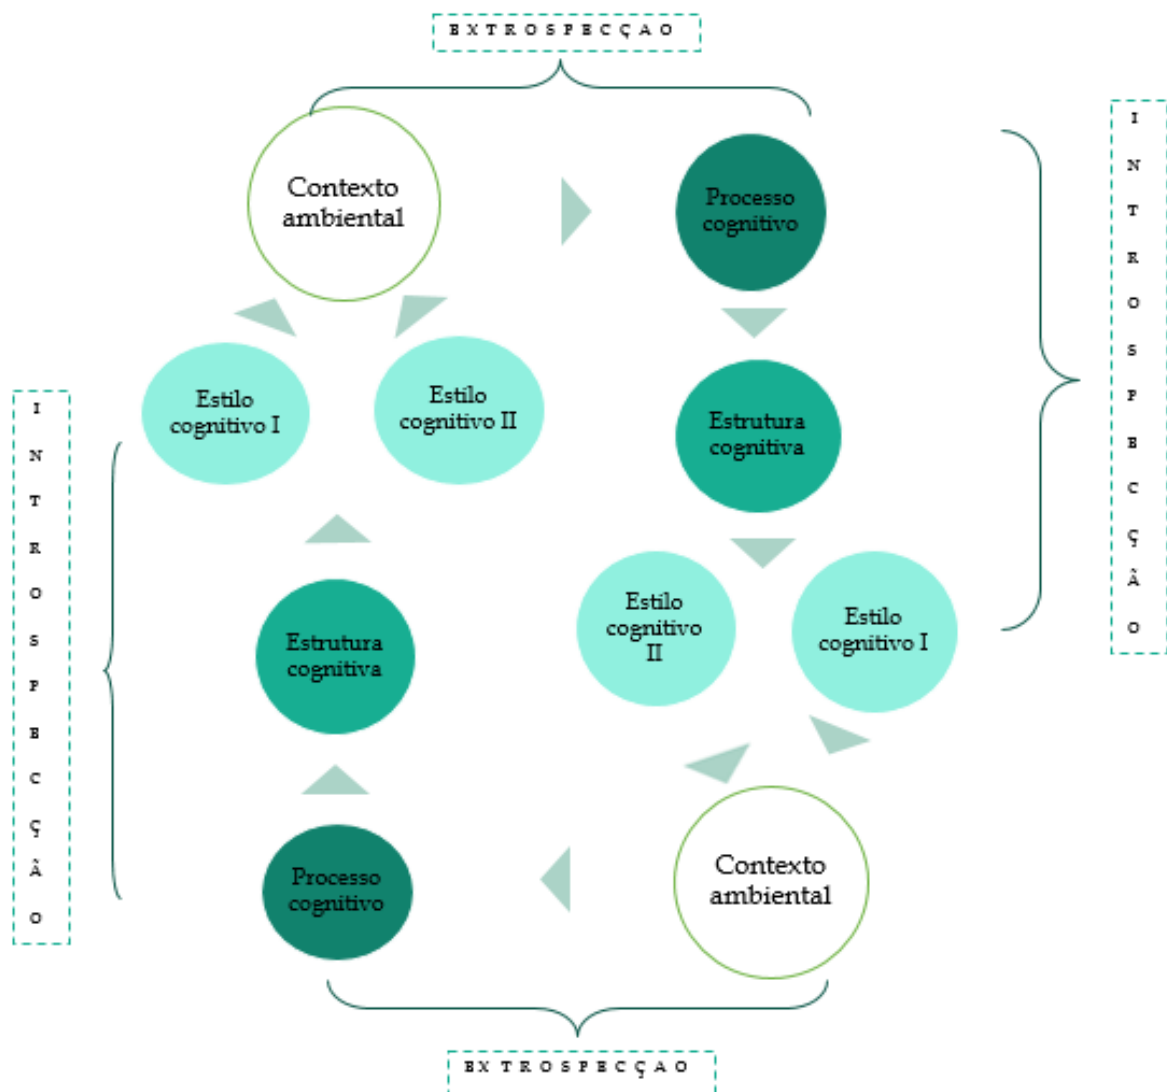 EXTROSPECÇAO
Contexto
ambiental
Processo
cognitivo
INTROSPECÇÃO
Estilo
cognitivo I
Estilo
cognitivo II
Estrutura
cognitiva
INTROSPECÇÃO
Estilo
cognitivo
II
Estilo
cognitivo I
Estrutura
cognitiva
Processo
cognitivo
Contexto
ambiental
EXTROSPECÇAO